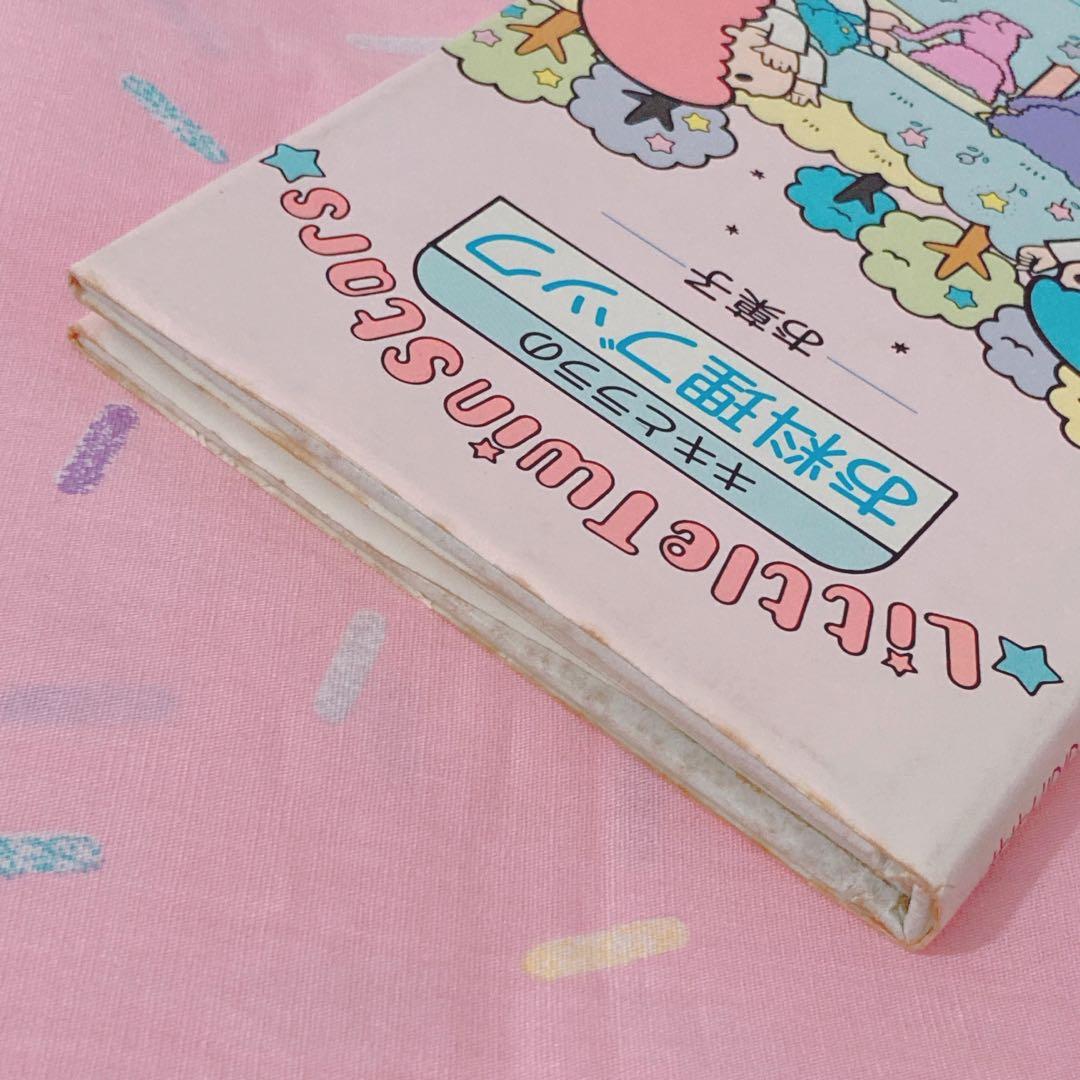 Little Twin Stars
キキとララの
お料理ブック
お菓子